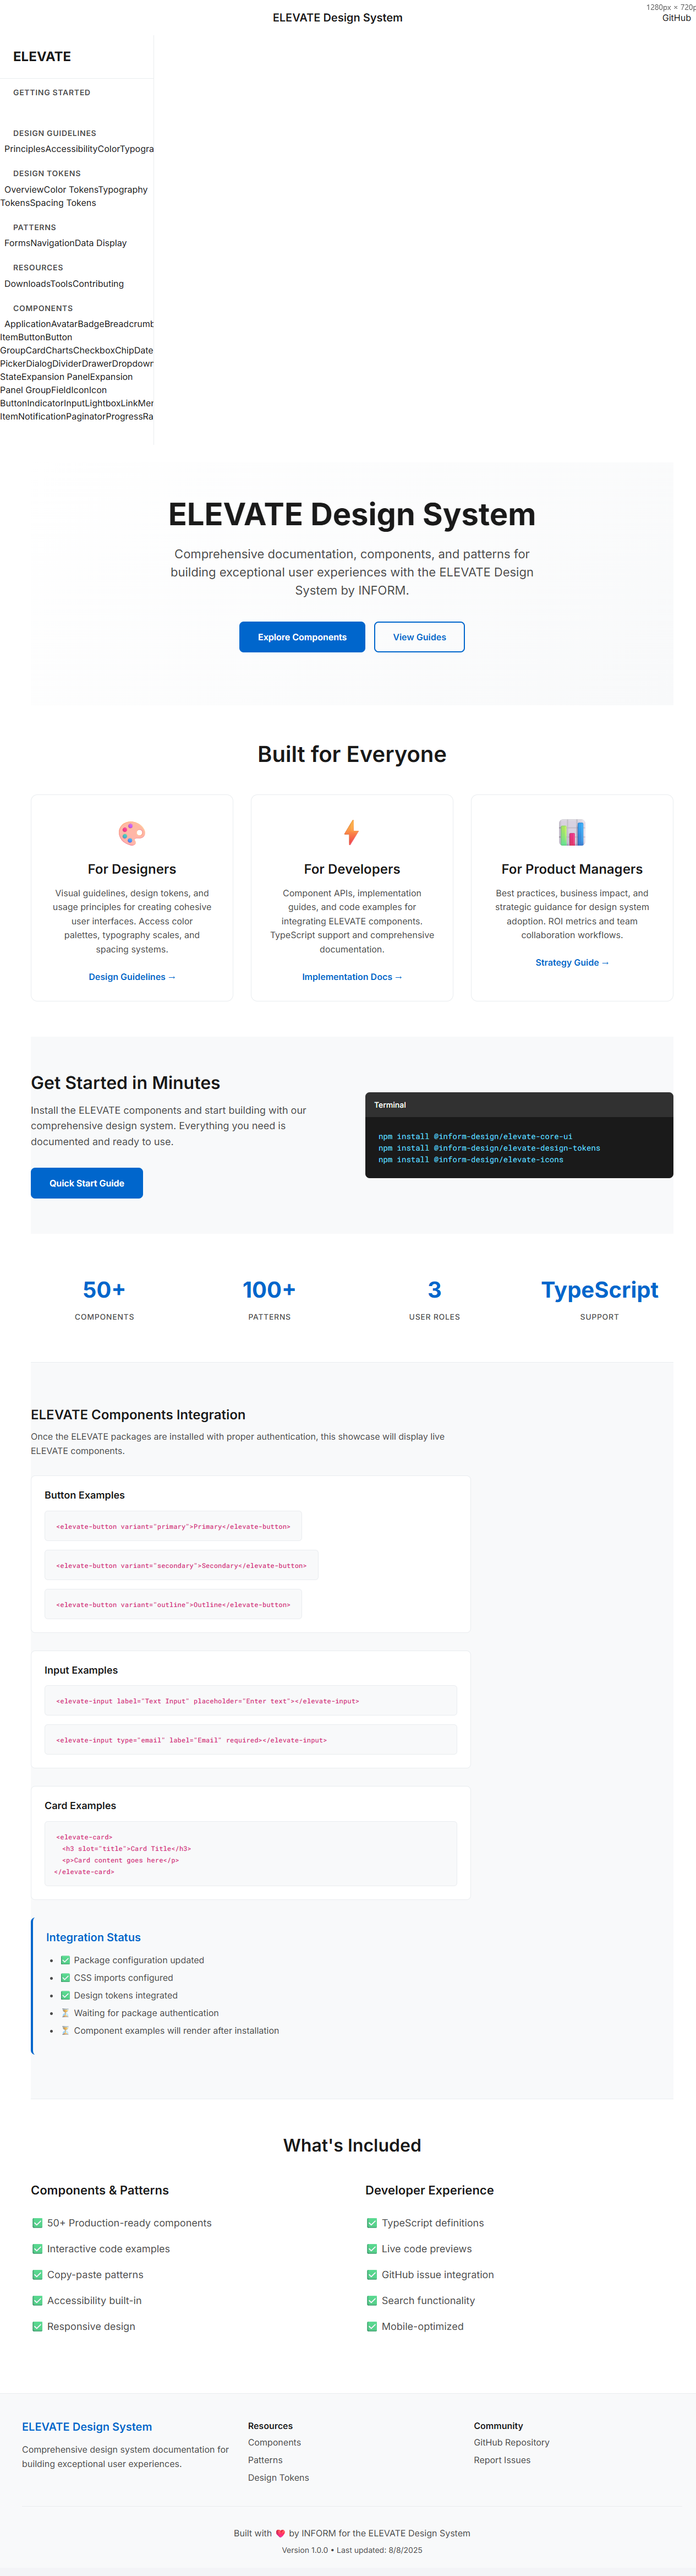 ELEVATE Design System
1280px × 720p
GitHub
ELEVATE
GETTING STARTED
DESIGN GUIDELINES
PrinciplesAccessibilityColorTypogra
DESIGN TOKENS
OverviewColor TokensTypography
TokensSpacing Tokens
PATTERNS
FormsNavigationData Display
RESOURCES
DownloadsToolsContributing
COMPONENTS
ApplicationAvatarBadgeBreadcrumb
ItemButtonButton
GroupCardChartsCheckboxChipDate
PickerDialogDividerDrawerDropdown
StateExpansion PanelExpansion
Panel GroupFieldIconIcon
ButtonIndicatorInputLightboxLinkMen
ItemNotificationPaginatorProgressRa
ELEVATE Design System
Comprehensive documentation, components, and patterns for
building exceptional user experiences with the ELEVATE Design
System by INFORM.
Explore Components
View Guides
Built for Everyone
For Designers
Visual guidelines, design tokens, and
usage principles for creating cohesive
user interfaces. Access color
palettes, typography scales, and
spacing systems.
Design Guidelines →
For Developers
Component APIs, implementation
guides, and code examples for
integrating ELEVATE components.
TypeScript support and comprehensive
documentation.
Implementation Docs →
For Product Managers
Best practices, business impact, and
strategic guidance for design system
adoption. ROI metrics and team
collaboration workflows.
Strategy Guide →
Get Started in Minutes
Install the ELEVATE components and start building with our
comprehensive design system. Everything you need is
documented and ready to use.
Quick Start Guide
Terminal
npm install @inform-design/elevate-core-ui
npm install @inform-design/elevate-design-tokens
npm install @inform-design/elevate-icons
50+
COMPONENTS
100+
PATTERNS
3
USER ROLES
TypeScript
SUPPORT
ELEVATE Components Integration
Once the ELEVATE packages are installed with proper authentication, this showcase will display live
ELEVATE components.
Button Examples
<elevate-button variant="primary">Primary</elevate-button>
<elevate-button variant="secondary">Secondary</elevate-button>
<elevate-button variant="outline">Outline</elevate-button>
Input Examples
<elevate-input label="Text Input" placeholder="Enter text"></elevate-input>
<elevate-input type="email" label="Email" required></elevate-input>
Card Examples
<elevate-card>
<h3 slot="title">Card Title</h3>
<p>Card content goes here</p>
</elevate-card>
Integration Status
• ✅ Package configuration updated
• ✅ CSS imports configured
• ✅ Design tokens integrated
• ⏳ Waiting for package authentication
• ⏳ Component examples will render after installation
What's Included
Components & Patterns
✅ 50+ Production-ready components
✅ Interactive code examples
✅ Copy-paste patterns
✅ Accessibility built-in
✅ Responsive design
Developer Experience
✅ TypeScript definitions
✅ Live code previews
✅ GitHub issue integration
✅ Search functionality
✅ Mobile-optimized
ELEVATE Design System
Comprehensive design system documentation for
building exceptional user experiences.
Resources
Components
Patterns
Design Tokens
Community
GitHub Repository
Report Issues
Built with ❤️ by INFORM for the ELEVATE Design System
Version 1.0.0 • Last updated: 8/8/2025